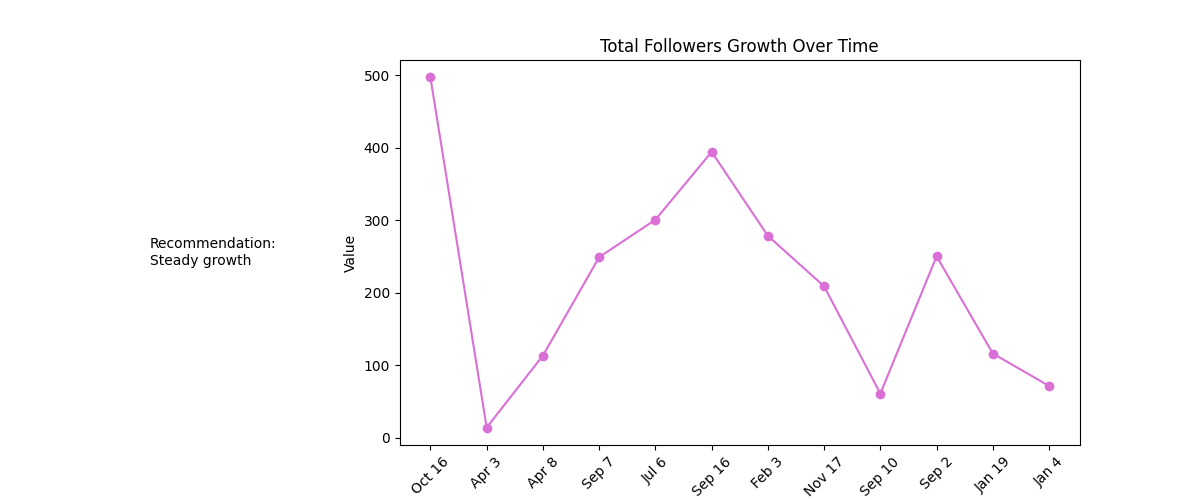 Total Followers Growth Over Time
Recommendation:
Steady growth
Value
500
400
300
200
100
0
Oct 16
Apr 3
Apr 8
Sep 7
Jul 6
Sep 16
Feb 3
Nov 17
Sep 10
Sep 2
Jan 19
Jan 4